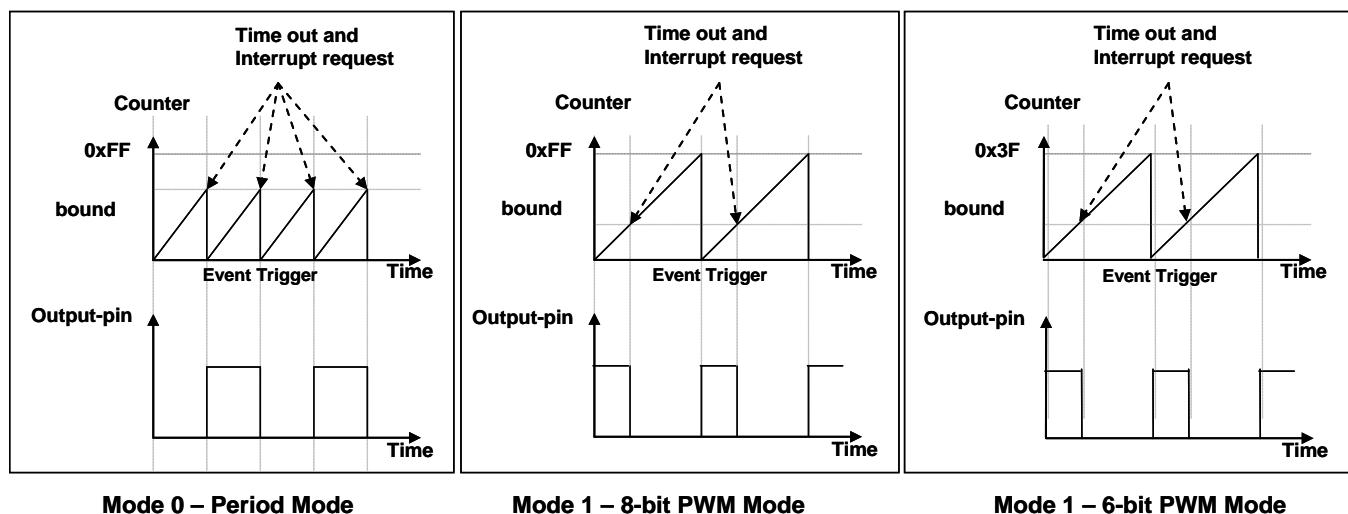 Time out and
Interrupt request
Counter
0xFF
bound
Event Trigger
Time
Output-pin
Time
Mode 0 – Period Mode
Time out and
Interrupt request
Counter
0xFF
bound
Event Trigger
Time
Output-pin
Time
Mode 1 – 8-bit PWM Mode
Time out and
Interrupt request
Counter
0x3F
bound
Event Trigger
Time
Output-pin
Time
Mode 1 – 6-bit PWM Mode